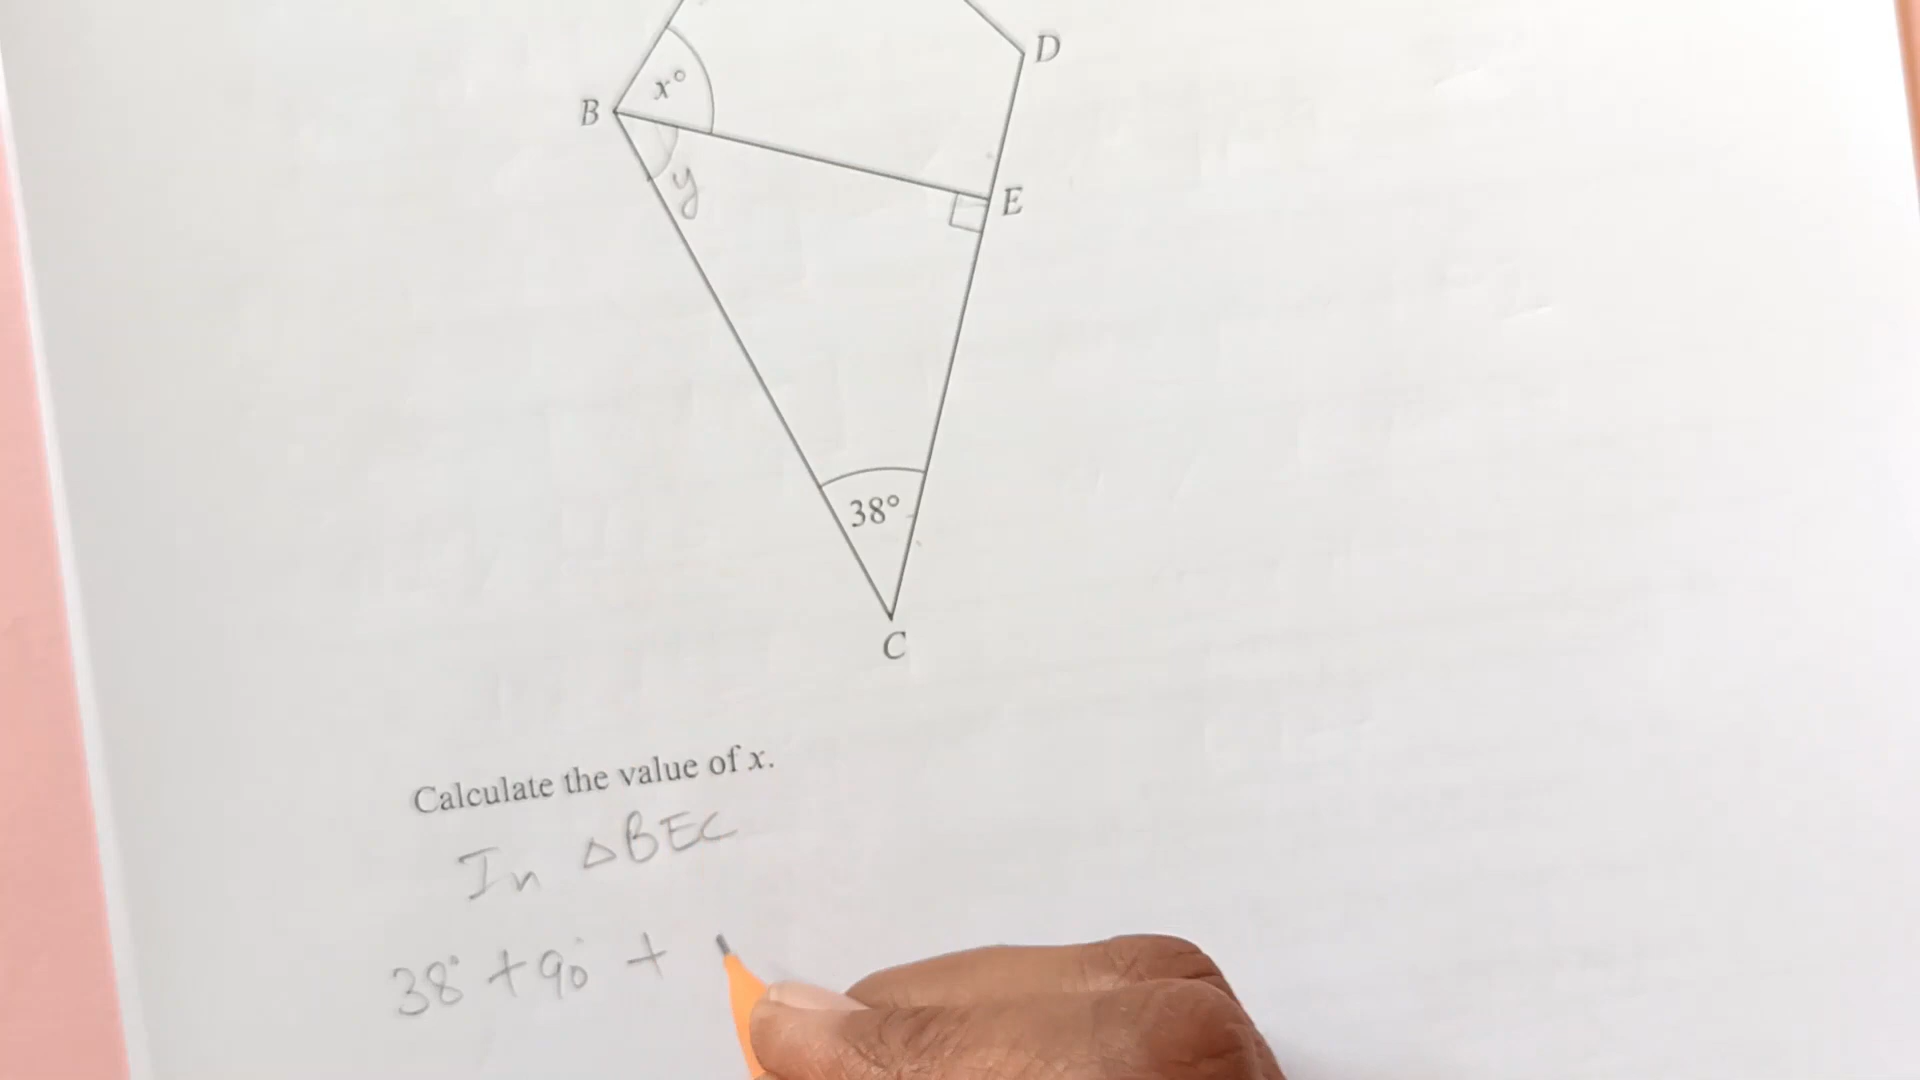 D
x°
B
y
E
38°
C
Calculate the value of x.
In △BEC
38° + 90° +